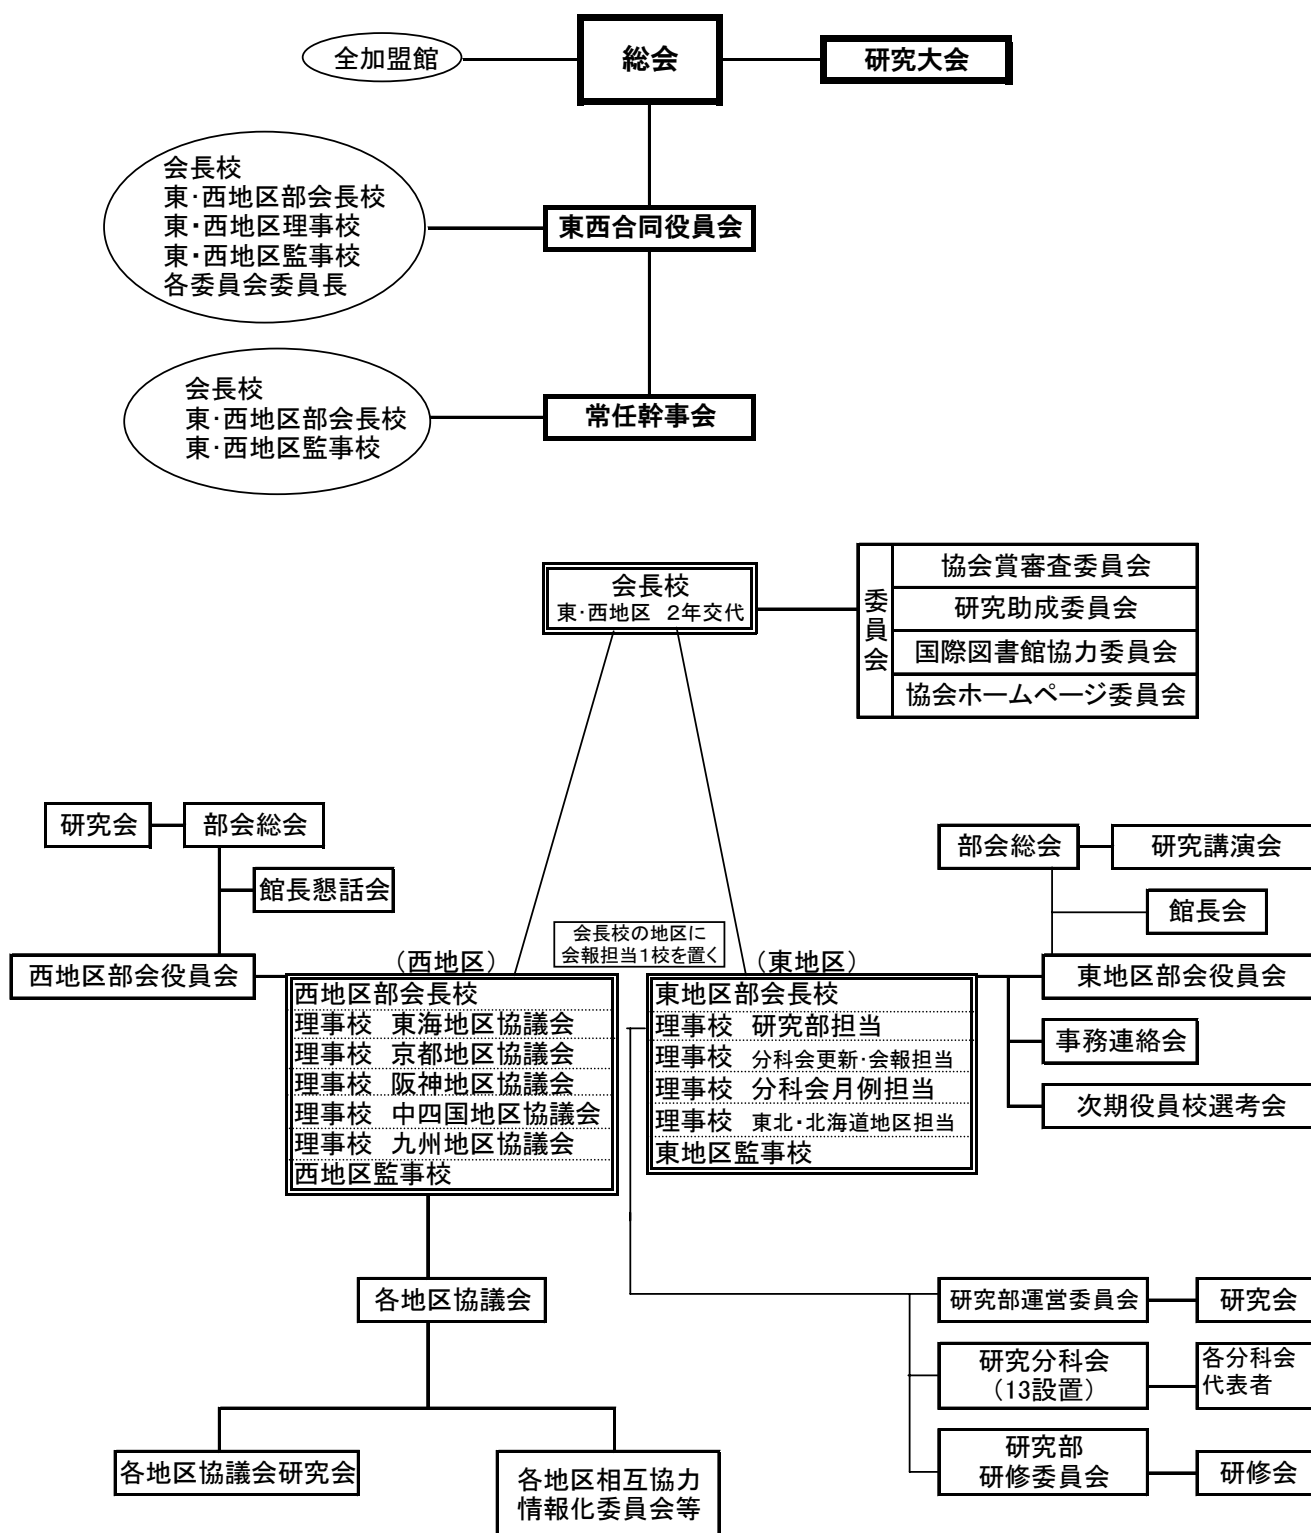 全加盟館
総会
研究大会
会長校
東･西地区部会長校
東・西地区理事校
東・西地区監事校
各委員会委員長
東西合同役員会
会長校
東･西地区部会長校
東･西地区監事校
常任幹事会
会長校
東･西地区 2年交代
委員会
協会賞審査委員会
研究助成委員会
国際図書館協力委員会
協会ホームページ委員会
研究会
部会総会
館長懇話会
西地区部会役員会
部会総会
研究講演会
館長会
東地区部会役員会
事務連絡会
次期役員校選考会
会長校の地区に
会報担当1校を置く
（西地区）
西地区部会長校
理事校 東海地区協議会
理事校 京都地区協議会
理事校 阪神地区協議会
理事校 中四国地区協議会
理事校 九州地区協議会
西地区監事校
（東地区）
東地区部会長校
理事校 研究部担当
理事校 分科会更新･会報担当
理事校 分科会月例担当
理事校 東北・北海道地区担当
東地区監事校
各地区協議会
各地区協議会研究会
各地区相互協力
情報化委員会等
研究部運営委員会
研究会
研究分科会
（13設置）
各分科会
代表者
研究部
研修委員会
研修会